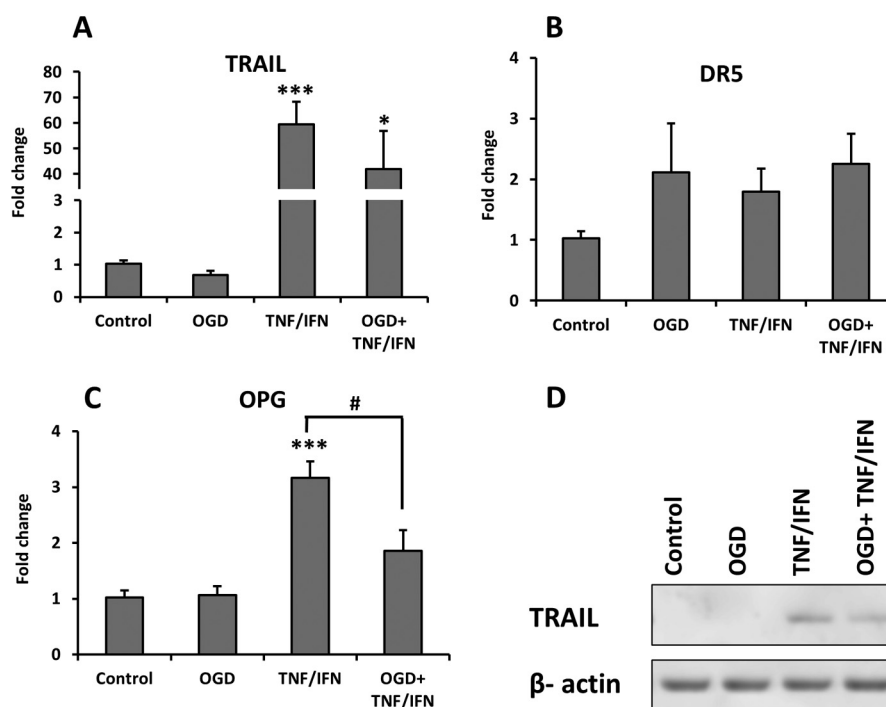 A
TRAIL
Fold change
80
70
60
50
40
3
2
1
0
***
*
Control
OGD
TNF/IFN
OGD+
TNF/IFN
B
DR5
Fold change
4
3
2
1
0
Control
OGD
TNF/IFN
OGD+
TNF/IFN
C
OPG
Fold change
4
3
2
1
0
***
#
Control
OGD
TNF/IFN
OGD+
TNF/IFN
D
Control
OGD
TNF/IFN
OGD+ TNF/IFN
TRAIL
β- actin